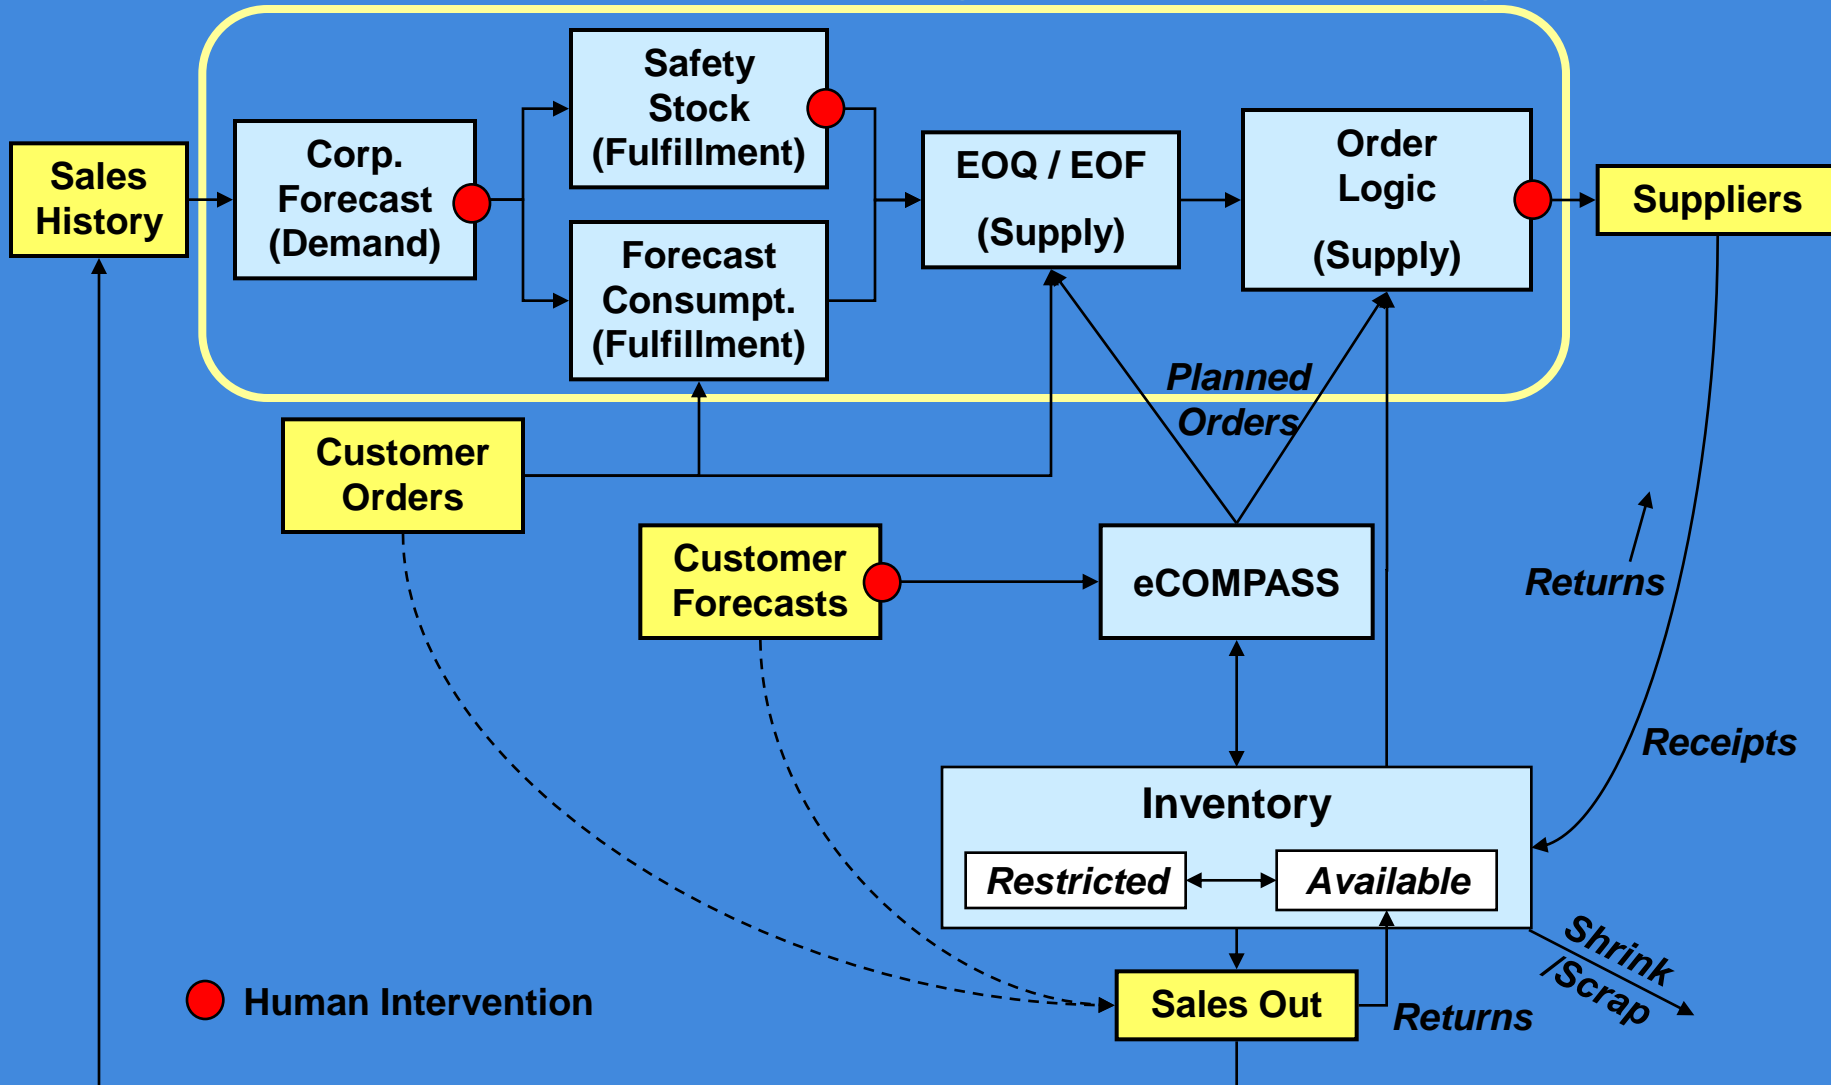 Safety
Stock
(Fulfillment)
Corp.
Forecast
(Demand)
Sales
History
EOQ / EOF
(Supply)
Order
Logic
(Supply)
Suppliers
Forecast
Consumpt.
(Fulfillment)
Planned
Orders
Customer
Orders
Customer
Forecasts
eCOMPASS
Returns
Receipts
Inventory
Restricted
Available
Shrink
/Scrap
Sales Out
Returns
Human Intervention